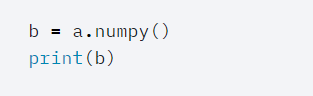 b = a.numpy()
print(b)